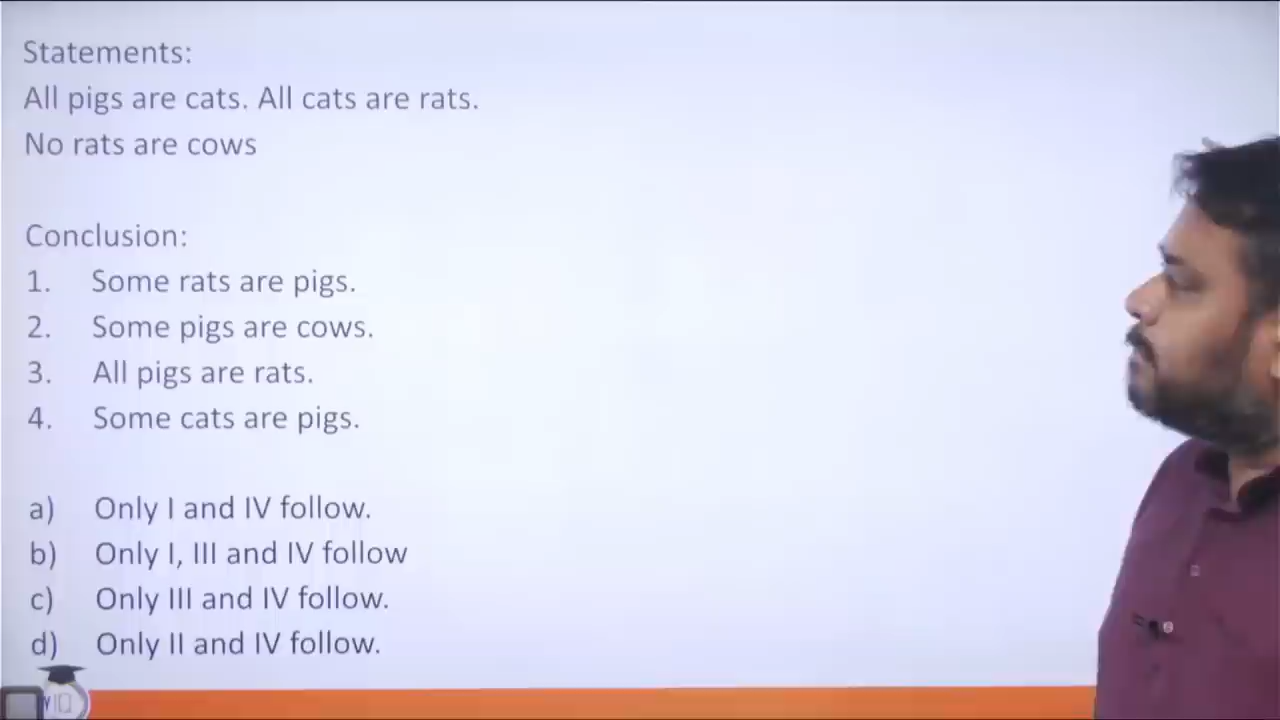 Statements:
All pigs are cats. All cats are rats.
No rats are cows
Conclusion:
1. Some rats are pigs.
2. Some pigs are cows.
3. All pigs are rats.
4. Some cats are pigs.
a) Only I and IV follow.
b) Only I, III and IV follow
c) Only III and IV follow.
d) Only II and IV follow.